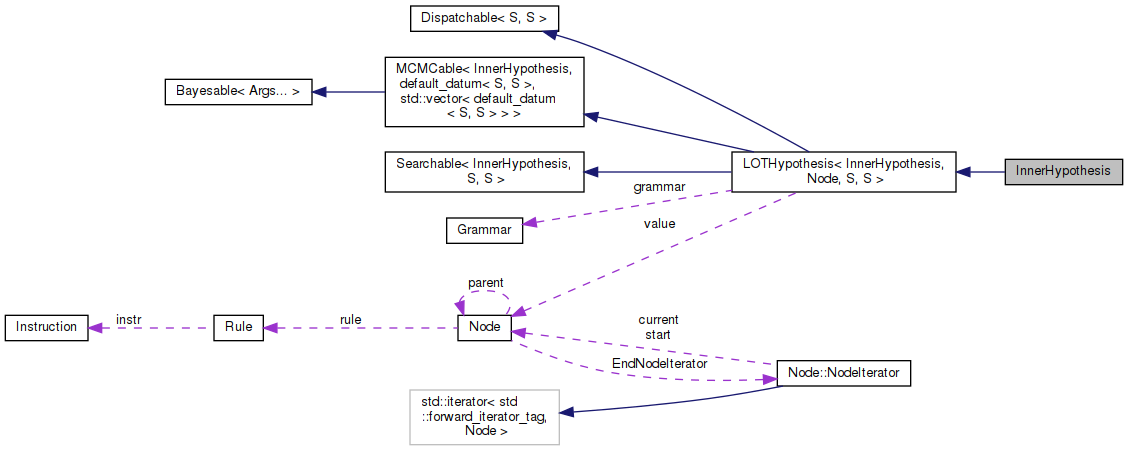 Dispatchable< S, S >
MCMCable< InnerHypothesis,
default_datum< S, S >,
std::vector< default_datum
< S, S > > >
Bayesable< Args... >
Searchable< InnerHypothesis,
S, S >
LOTHypothesis< InnerHypothesis,
Node, S, S >
InnerHypothesis
grammar
Grammar
value
parent
Instruction
instr
Rule
rule
Node
current
start
EndNodeIterator
Node::NodeIterator
std::iterator< std
::forward_iterator_tag,
Node >